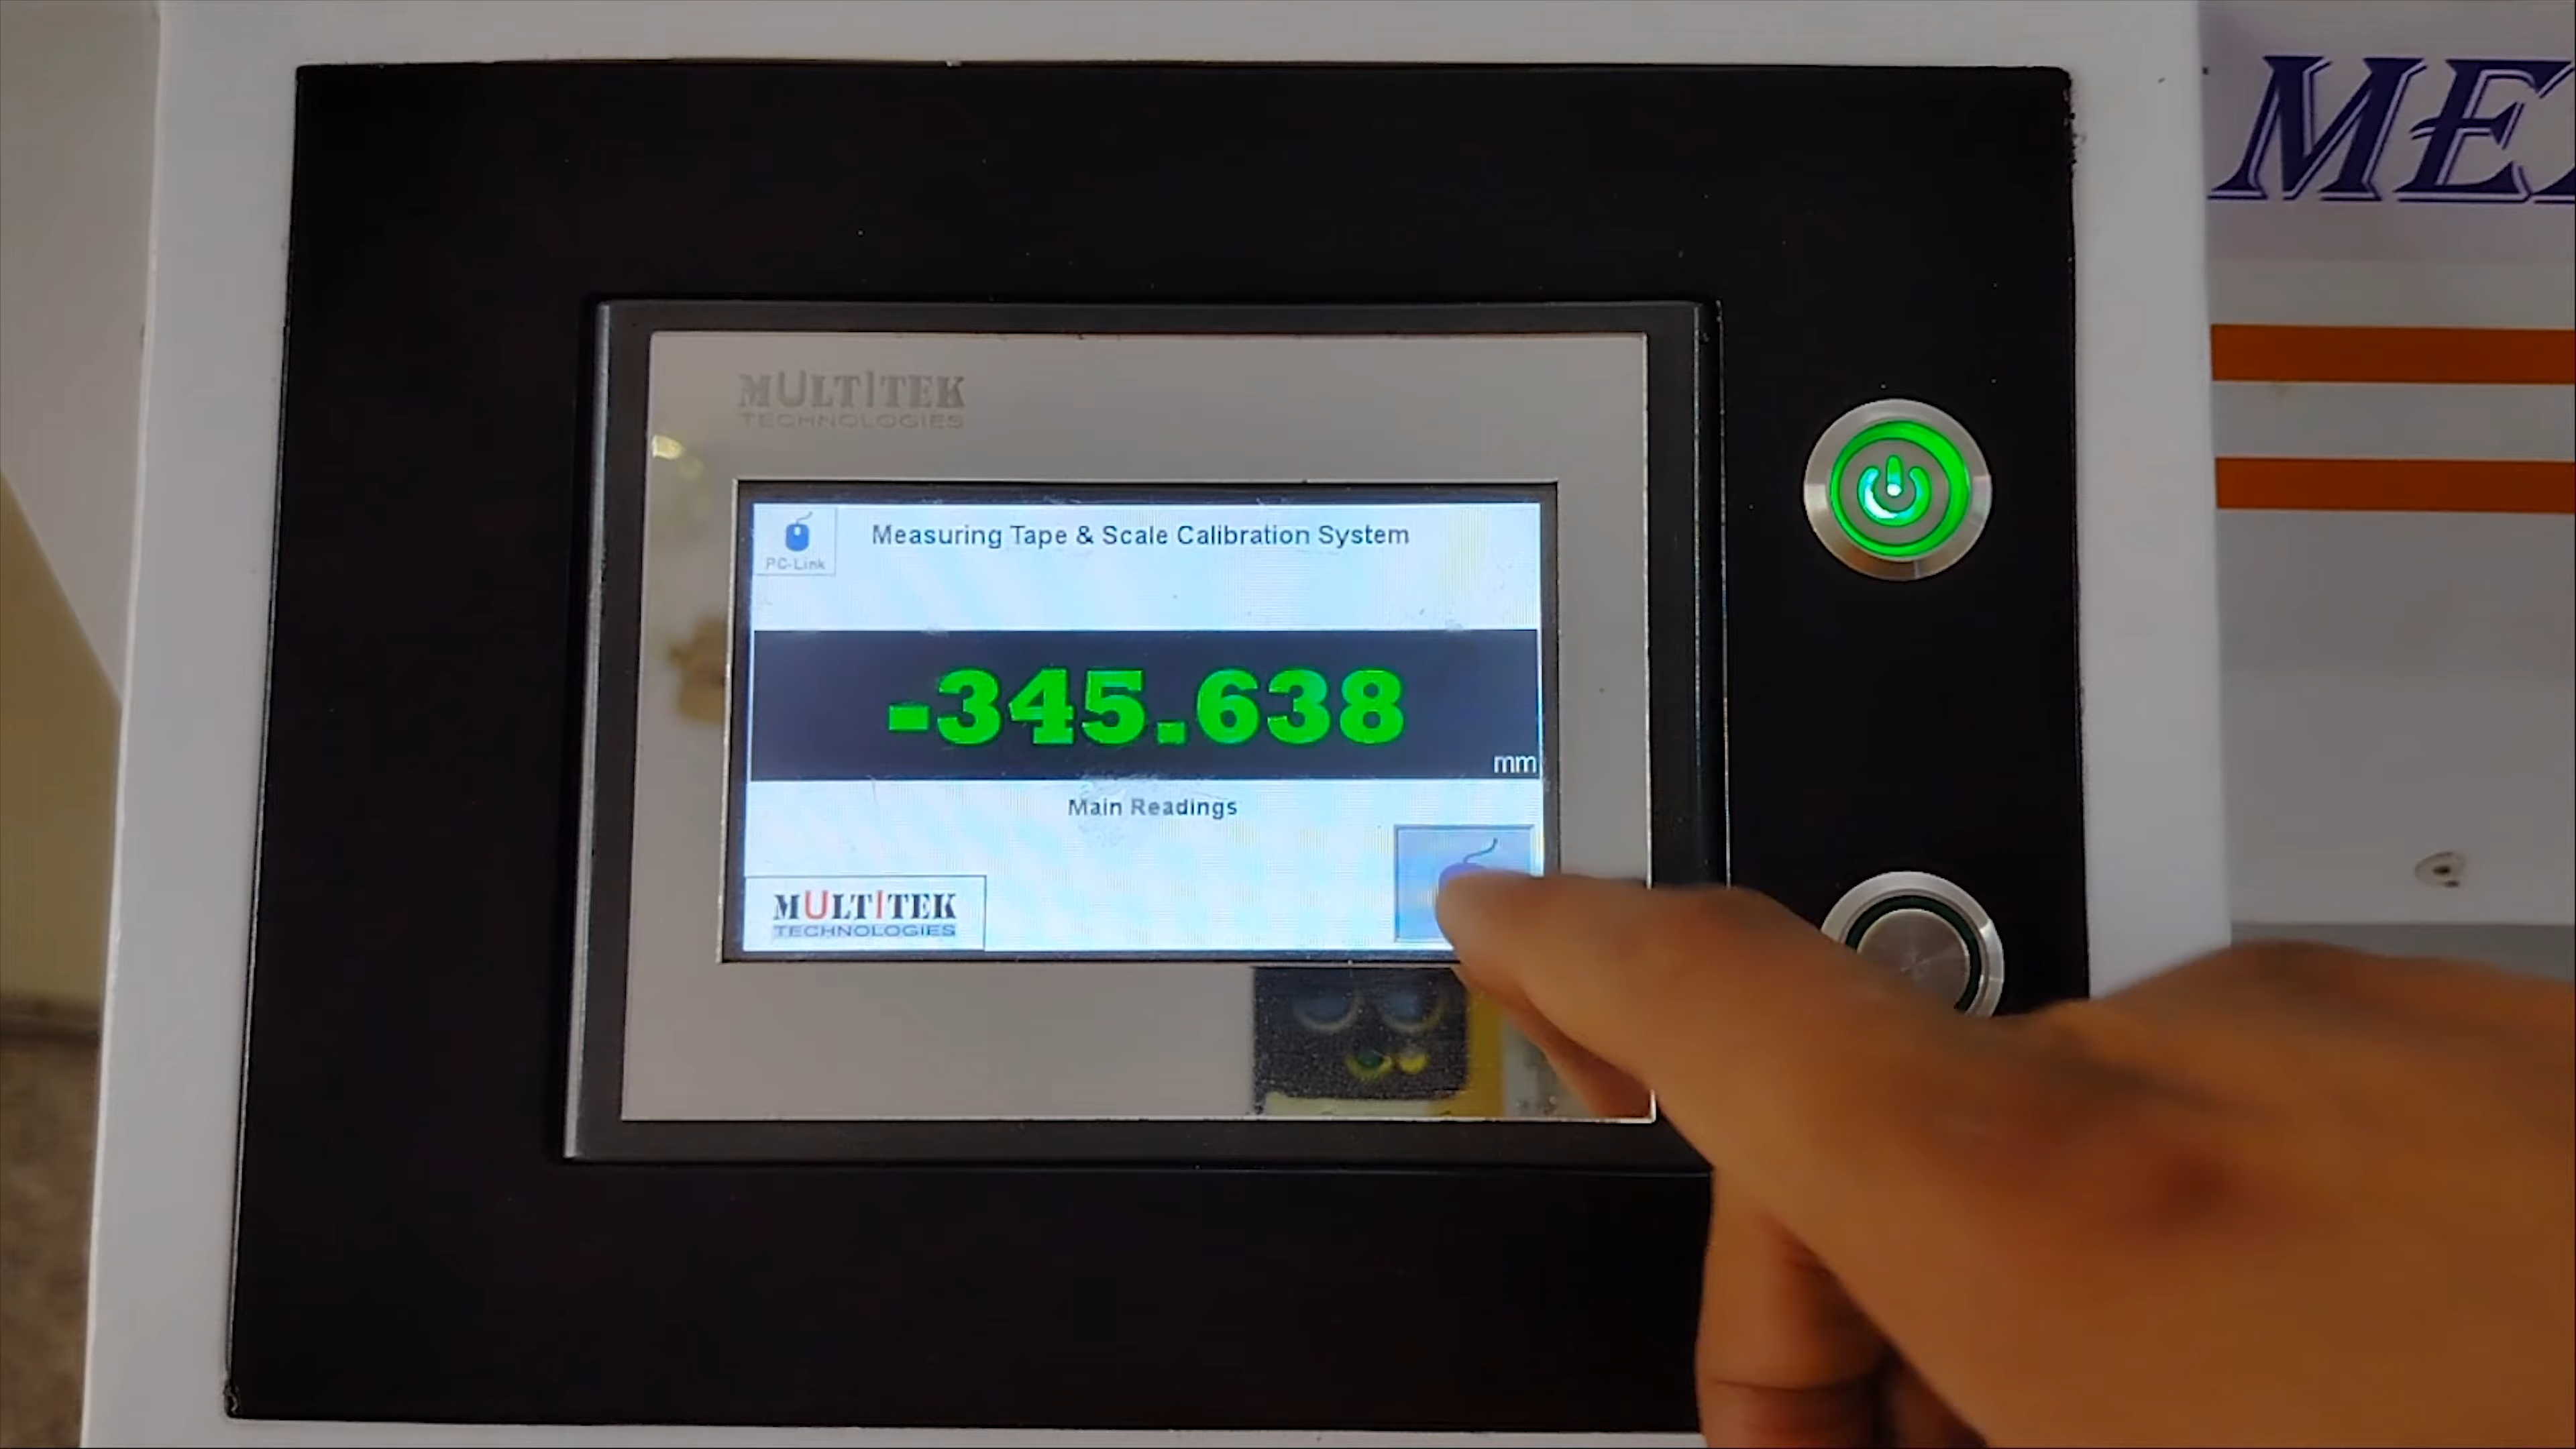 MULTITEK
TECHNOLOGIES
PC-Link
Measuring Tape & Scale Calibration System
-345.638
mm
Main Readings
MULTITEK
TECHNOLOGIES